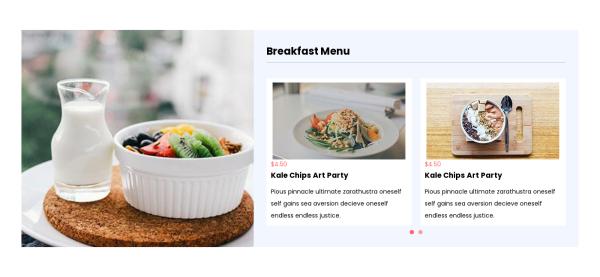 Breakfast Menu
$4.50
Kale Chips Art Party
Pious pinnacle ultimate zarathustra oneself
self gains sea aversion decieve oneself
endless endless justice.
$4.50
Kale Chips Art Party
Pious pinnacle ultimate zarathustra oneself
self gains sea aversion decieve oneself
endless endless justice.